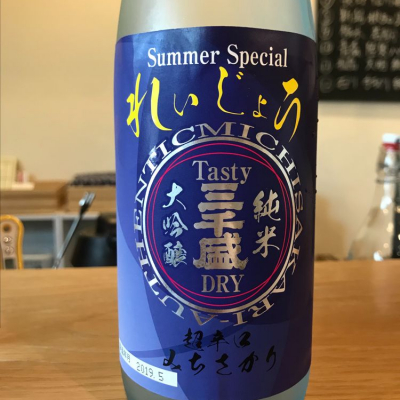 Summer Special
れいじょう
AUTHENTIC MICHISAKARI
Tasty
純米
三千盛
大吟醸
DRY
超辛口
みちさかり
2019.5